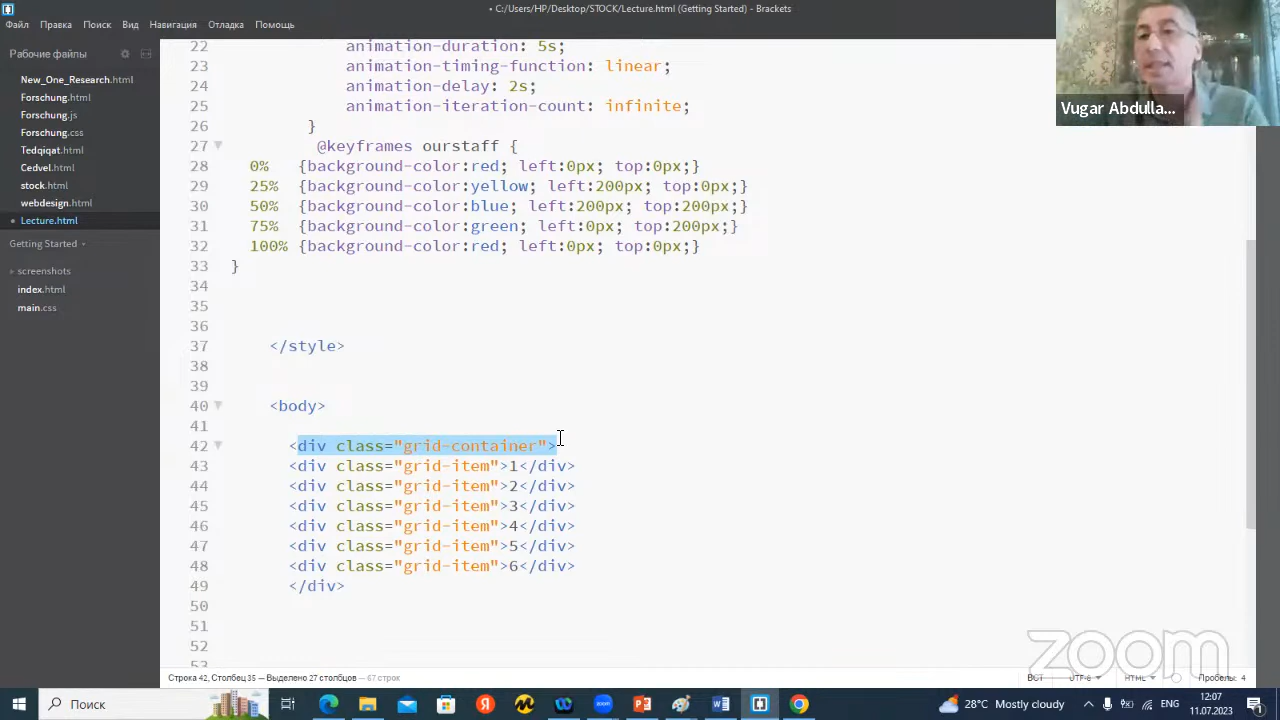 • C:/Users/HP/Desktop/STOCK/Lecture.html (Getting Started) - Brackets
Файл Правка Поиск Вид Навигация Отладка Помощь
Рабочие файлы
New_One_Research.html
Forschung.html
Forschung.js
Forschung.css
Tedqiqat.html
Cedvel.html
stock.html
webdesign.html
• Lecture.html
Getting Started
screenshots
index.html
main.css
22 animation-duration: 5s;
23 animation-timing-function: linear;
24 animation-delay: 2s;
25 animation-iteration-count: infinite;
26 }
27 @keyframes ourstaff {
28 0% {background-color:red; left:0px; top:0px;}
29 25% {background-color:yellow; left:200px; top:0px;}
30 50% {background-color:blue; left:200px; top:200px;}
31 75% {background-color:green; left:0px; top:200px;}
32 100% {background-color:red; left:0px; top:0px;}
33 }
34
35
36
37 </style>
38
39
40 <body>
41
42 <div class="grid-container">
43 <div class="grid-item">1</div>
44 <div class="grid-item">2</div>
45 <div class="grid-item">3</div>
46 <div class="grid-item">4</div>
47 <div class="grid-item">5</div>
48 <div class="grid-item">6</div>
49 </div>
50
51
52
53
Vugar Abdulla...
zoom
Строка 42, Столбец 35 — Выделено 27 столбцов — 67 строк
ВСТ UTF-8 HTML Пробелы: 4
Поиск
28°C Mostly cloudy
ENG
12:07
11.07.2023